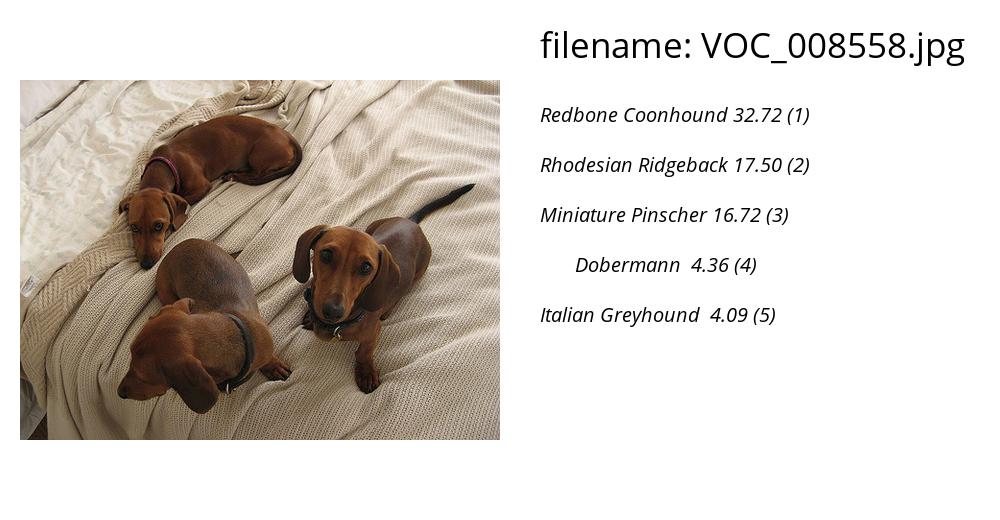 filename: VOC_008558.jpg
Redbone Coonhound 32.72 (1)
Rhodesian Ridgeback 17.50 (2)
Miniature Pinscher 16.72 (3)
Dobermann 4.36 (4)
Italian Greyhound 4.09 (5)